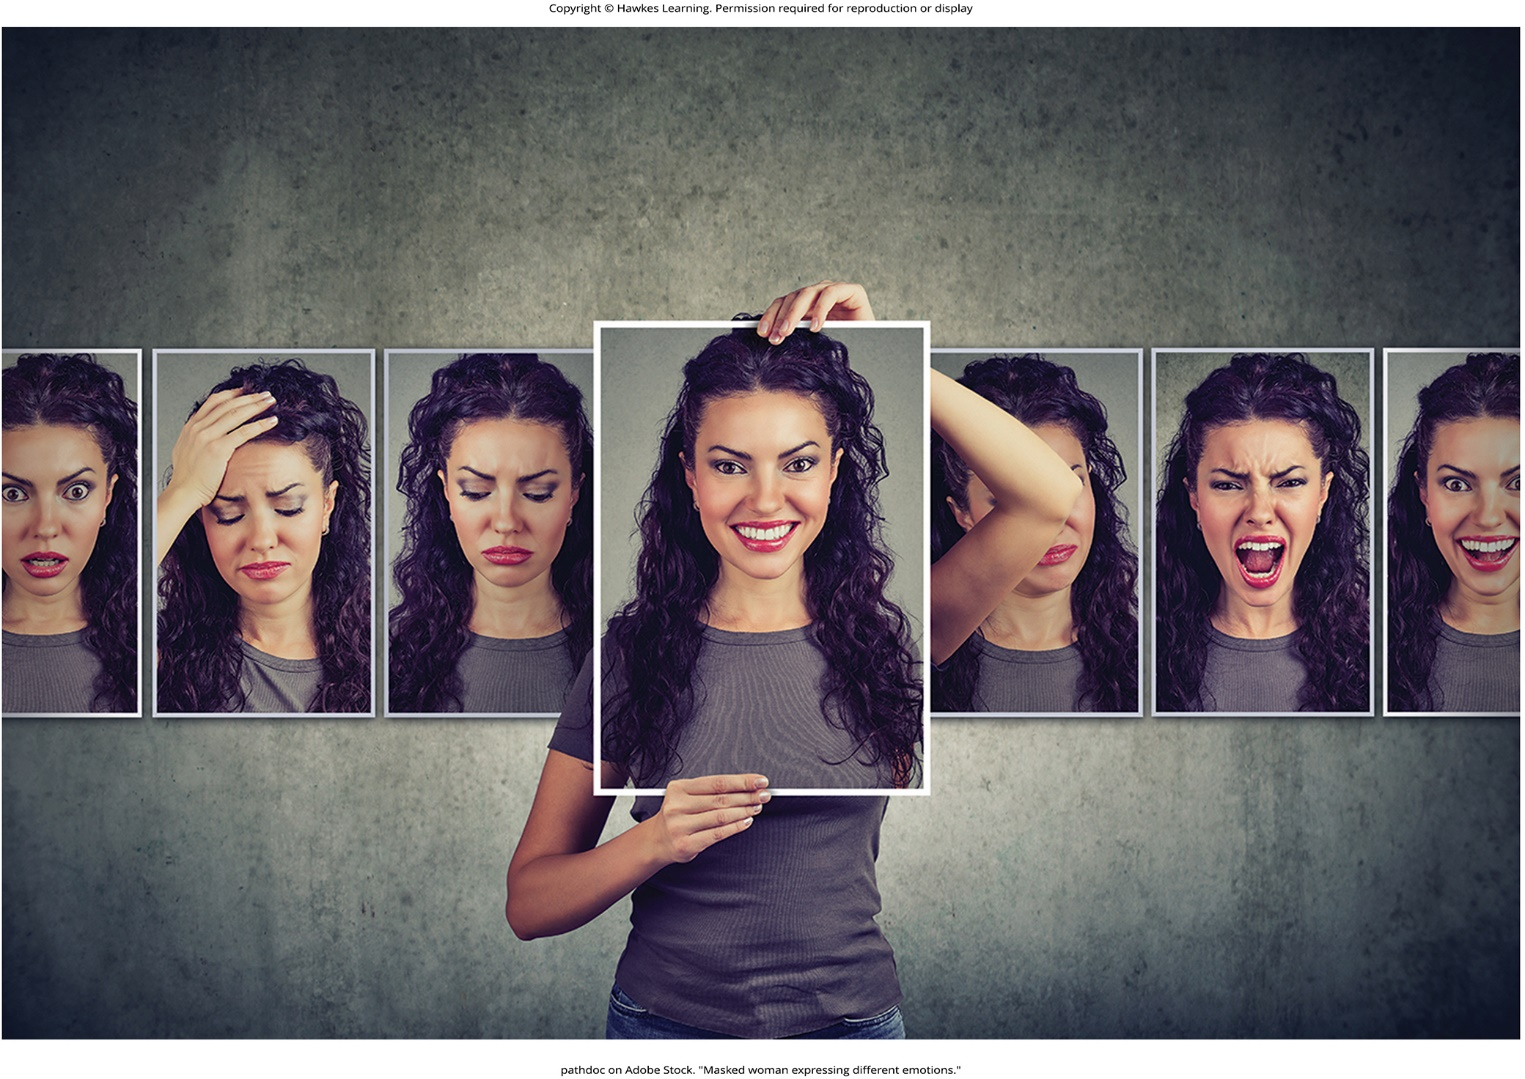 Copyright © Hawkes Learning. Permission required for reproduction or display
pathdoc on Adobe Stock. "Masked woman expressing different emotions."